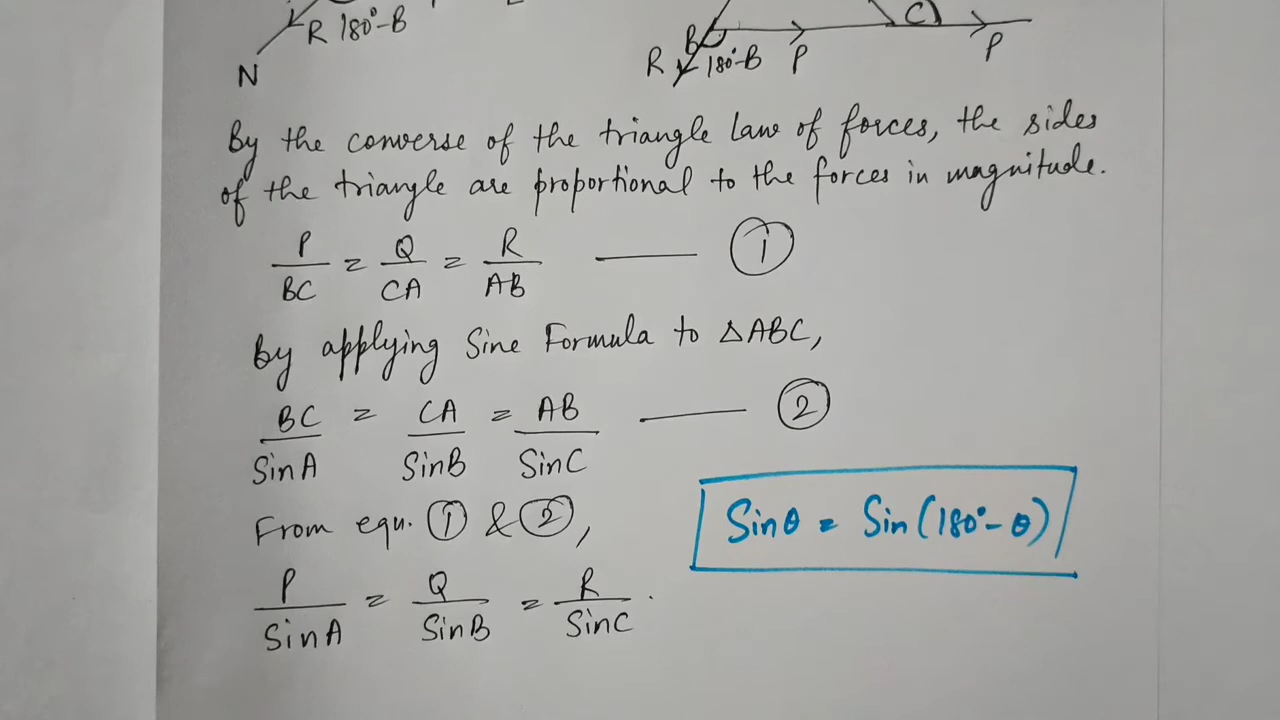 R 180°-B
N
B
R 180°-B P
C
P
By the converse of the triangle law of forces, the sides
of the triangle are proportional to the forces in magnitude.
P/BC = Q/CA = R/AB —— ①
By applying Sine Formula to △ABC,
BC/SinA = CA/SinB = AB/SinC —— ②
From equ. ① & ②,
Sinθ = Sin(180°-θ)
P/SinA = Q/SinB = R/SinC.